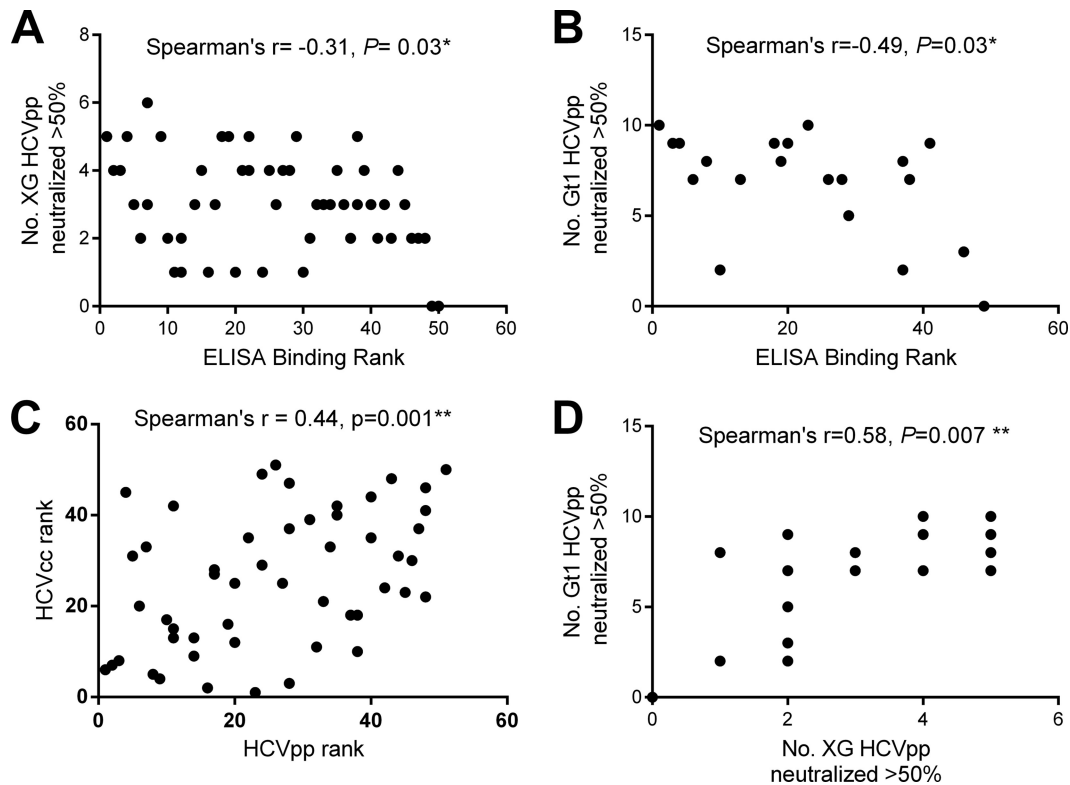 A
Spearman's r= -0.31, P= 0.03*
No. XG HCVpp
neutralized >50%
8
6
4
2
0
0 10 20 30 40 50 60
ELISA Binding Rank
B
Spearman's r=-0.49, P=0.03*
No. Gt1 HCVpp
neutralized >50%
15
10
5
0
0 20 40 60
ELISA Binding Rank
C
Spearman's r = 0.44, p=0.001**
HCVcc rank
60
40
20
0
0 20 40 60
HCVpp rank
D
Spearman's r=0.58, P=0.007 **
No. Gt1 HCVpp
neutralized >50%
15
10
5
0
0 2 4 6
No. XG HCVpp
neutralized >50%